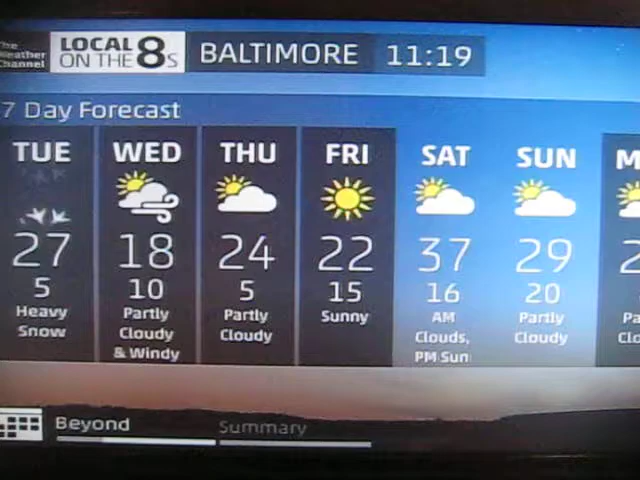 The Weather Channel
LOCAL ON THE 8s
BALTIMORE 11:19
7 Day Forecast
TUE
27
5
Heavy
Snow
WED
18
10
Partly
Cloudy
& Windy
THU
24
5
Partly
Cloudy
FRI
22
15
Sunny
SAT
37
16
AM
Clouds,
PM Sun
SUN
29
20
Partly
Cloudy
Beyond
Summary